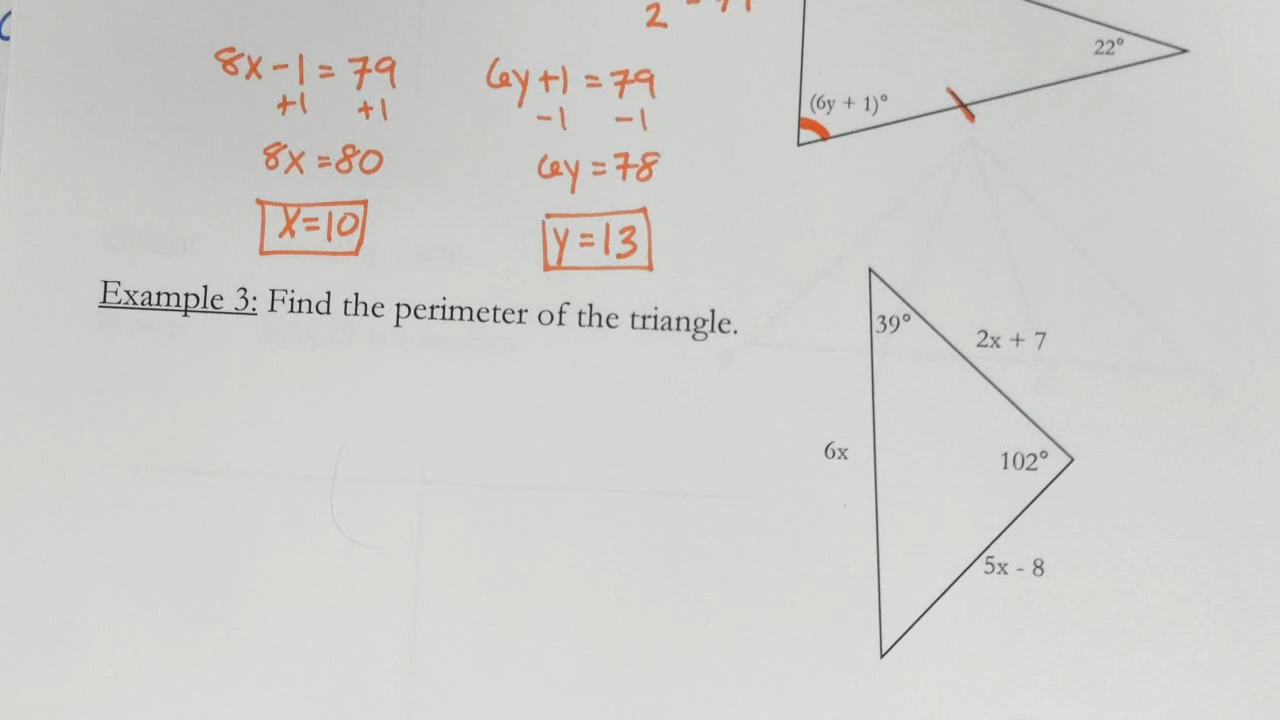 2
22°
8x-1=79
6y+1=79
+1 +1
-1 -1
(6y + 1)°
8x=80
6y=78
x=10
y=13
Example 3: Find the perimeter of the triangle.
39°
2x + 7
6x
102°
5x - 8